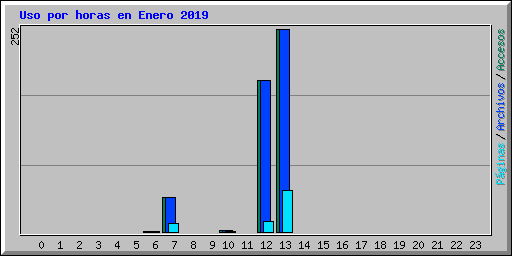 Uso por horas en Enero 2019
252
Páginas / Archivos / Accesos
0 1 2 3 4 5 6 7 8 9 10 11 12 13 14 15 16 17 18 19 20 21 22 23